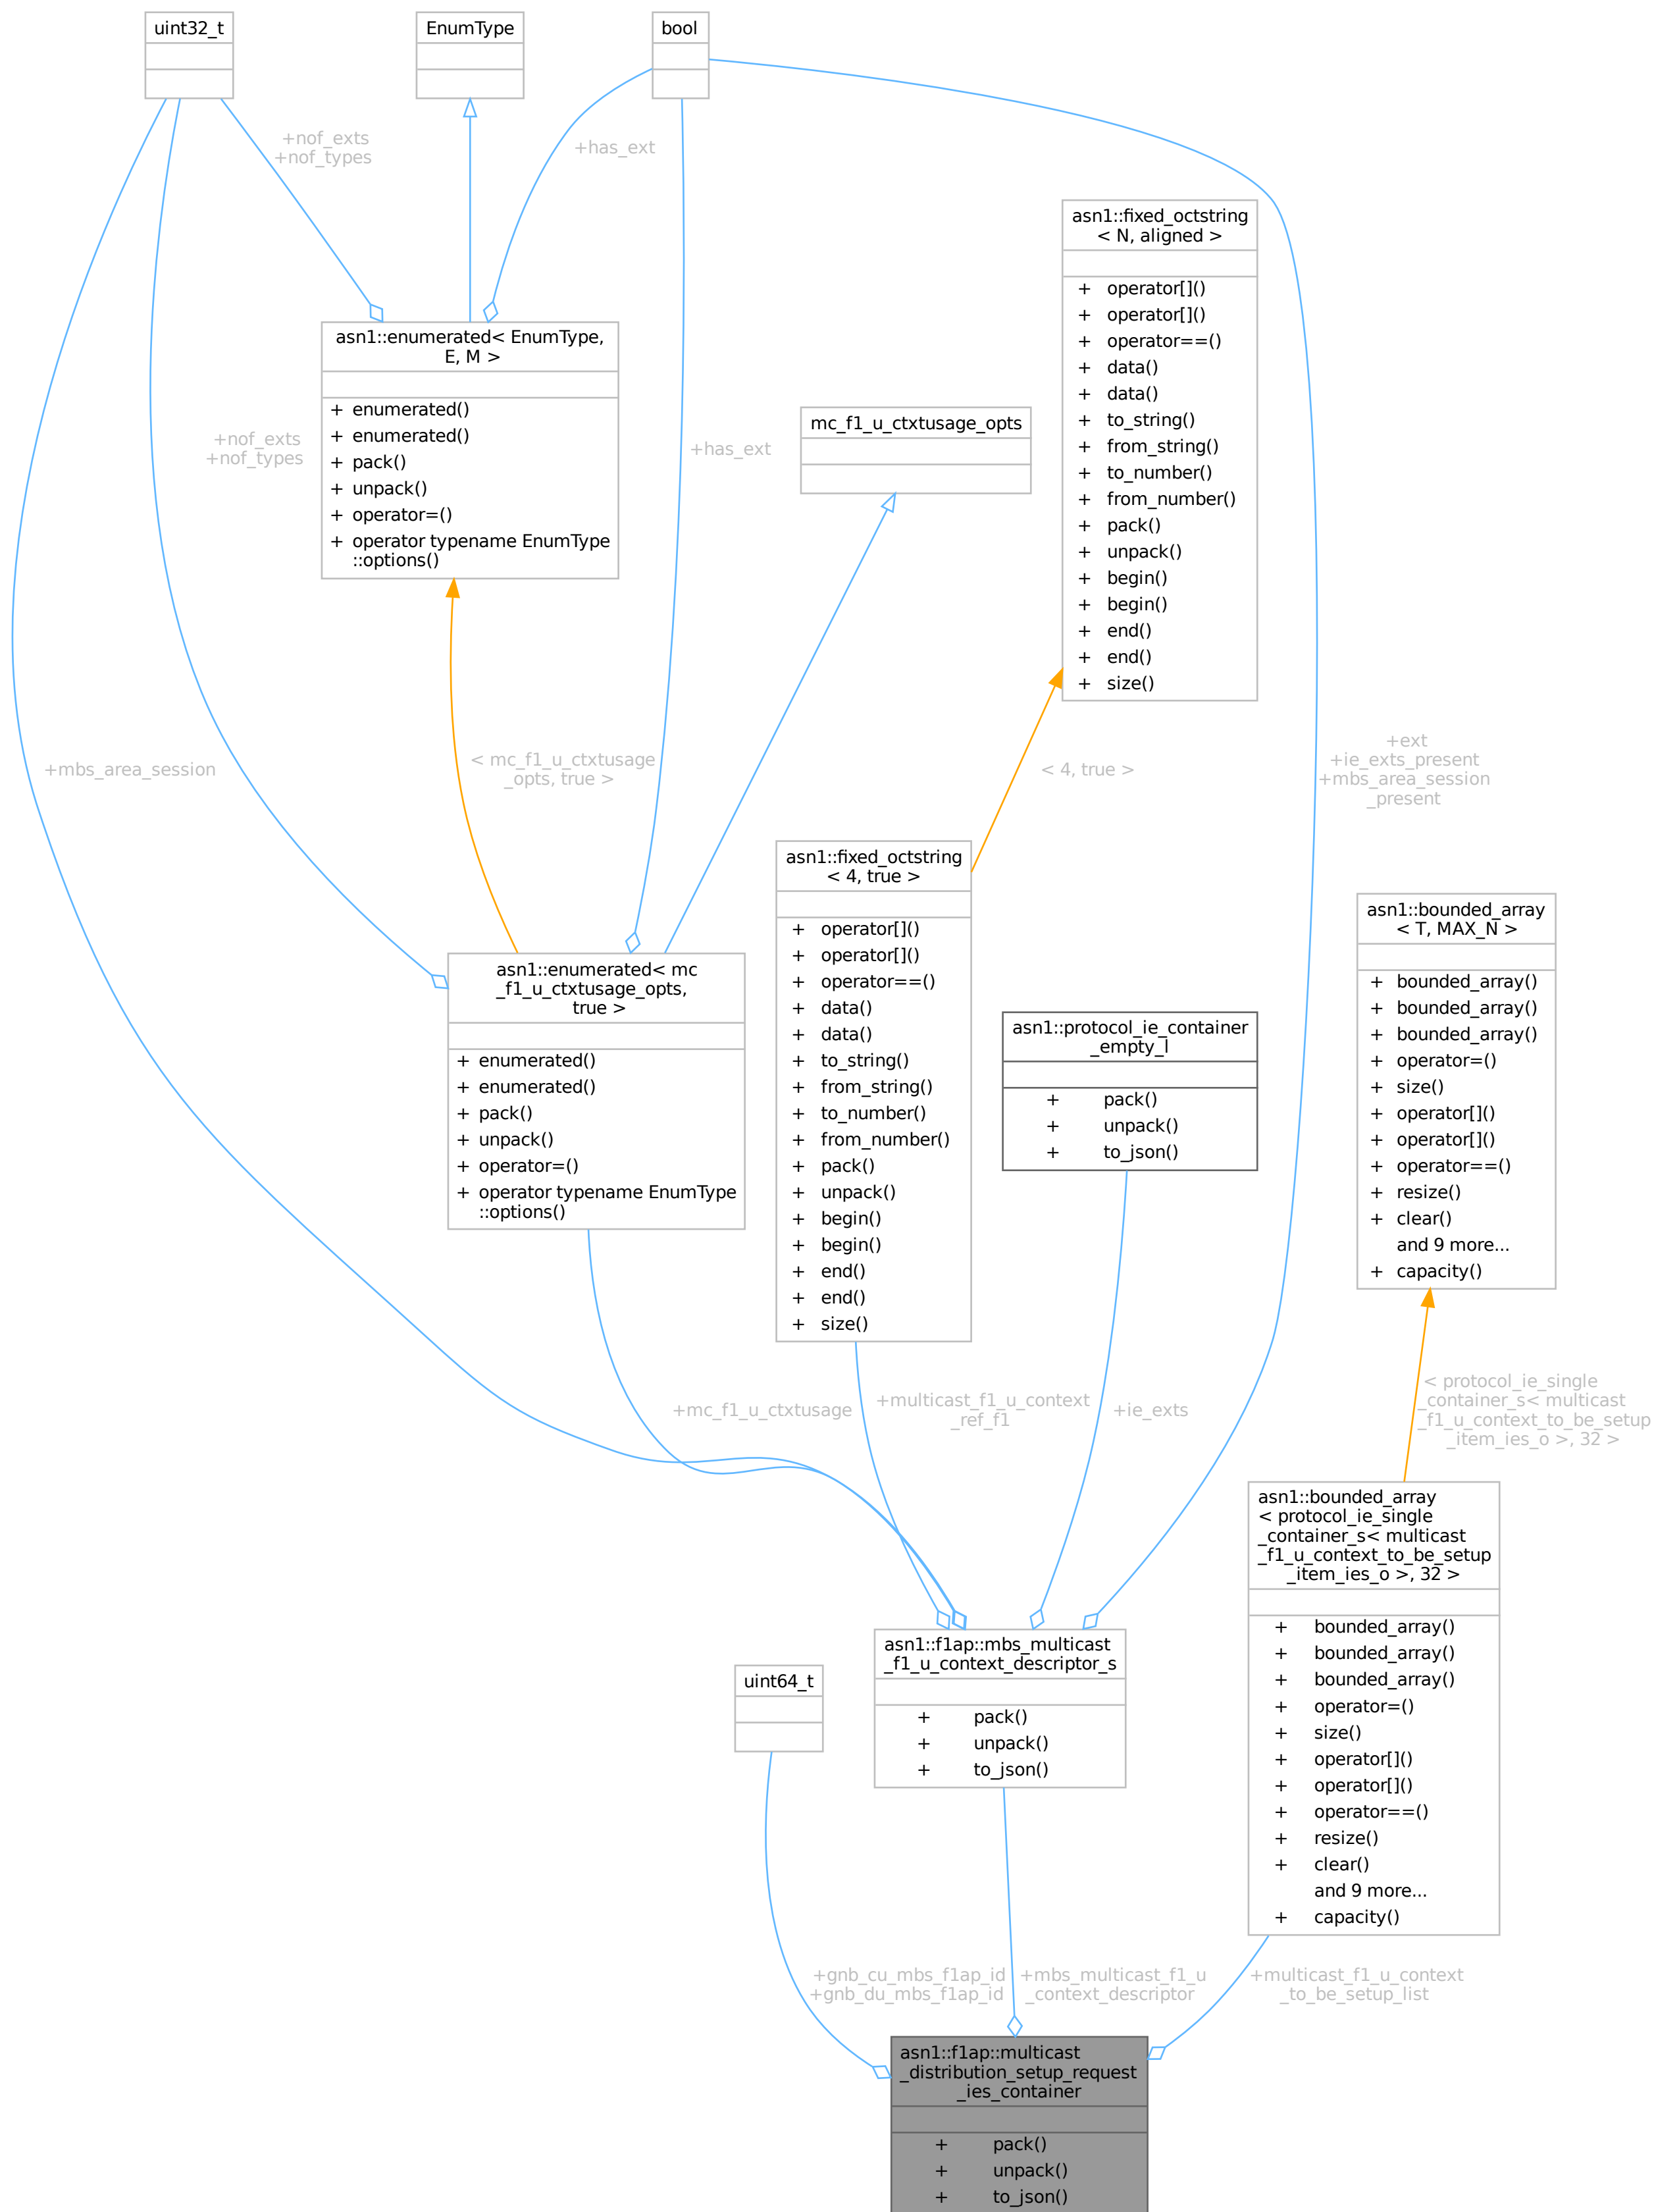 uint32_t
EnumType
bool
+nof_exts
+nof_types
+has_ext
asn1::fixed_octstring
< N, aligned >
+ operator[]()
+ operator[]()
+ operator==()
+ data()
+ data()
+ to_string()
+ from_string()
+ to_number()
+ from_number()
+ pack()
+ unpack()
+ begin()
+ begin()
+ end()
+ end()
+ size()
asn1::enumerated< EnumType,
E, M >
+ enumerated()
+ enumerated()
+ pack()
+ unpack()
+ operator=()
+ operator typename EnumType
::options()
mc_f1_u_ctxtusage_opts
+nof_exts
+nof_types
+has_ext
+mbs_area_session
< mc_f1_u_ctxtusage
_opts, true >
< 4, true >
+ext
+ie_exts_present
+mbs_area_session
_present
asn1::fixed_octstring
< 4, true >
+ operator[]()
+ operator[]()
+ operator==()
+ data()
+ data()
+ to_string()
+ from_string()
+ to_number()
+ from_number()
+ pack()
+ unpack()
+ begin()
+ begin()
+ end()
+ end()
+ size()
asn1::bounded_array
< T, MAX_N >
+ bounded_array()
+ bounded_array()
+ bounded_array()
+ operator=()
+ size()
+ operator[]()
+ operator[]()
+ operator==()
+ resize()
+ clear()
and 9 more...
+ capacity()
asn1::enumerated< mc
_f1_u_ctxtusage_opts,
true >
+ enumerated()
+ enumerated()
+ pack()
+ unpack()
+ operator=()
+ operator typename EnumType
::options()
asn1::protocol_ie_container
_empty_l
+ pack()
+ unpack()
+ to_json()
+mc_f1_u_ctxtusage
+multicast_f1_u_context
_ref_f1
+ie_exts
< protocol_ie_single
_container_s< multicast
_f1_u_context_to_be_setup
_item_ies_o >, 32 >
asn1::bounded_array
< protocol_ie_single
_container_s< multicast
_f1_u_context_to_be_setup
_item_ies_o >, 32 >
+ bounded_array()
+ bounded_array()
+ bounded_array()
+ operator=()
+ size()
+ operator[]()
+ operator[]()
+ operator==()
+ resize()
+ clear()
and 9 more...
+ capacity()
asn1::f1ap::mbs_multicast
_f1_u_context_descriptor_s
+ pack()
+ unpack()
+ to_json()
uint64_t
+gnb_cu_mbs_f1ap_id
+gnb_du_mbs_f1ap_id
+mbs_multicast_f1_u
_context_descriptor
+multicast_f1_u_context
_to_be_setup_list
asn1::f1ap::multicast
_distribution_setup_request
_ies_container
+ pack()
+ unpack()
+ to_json()